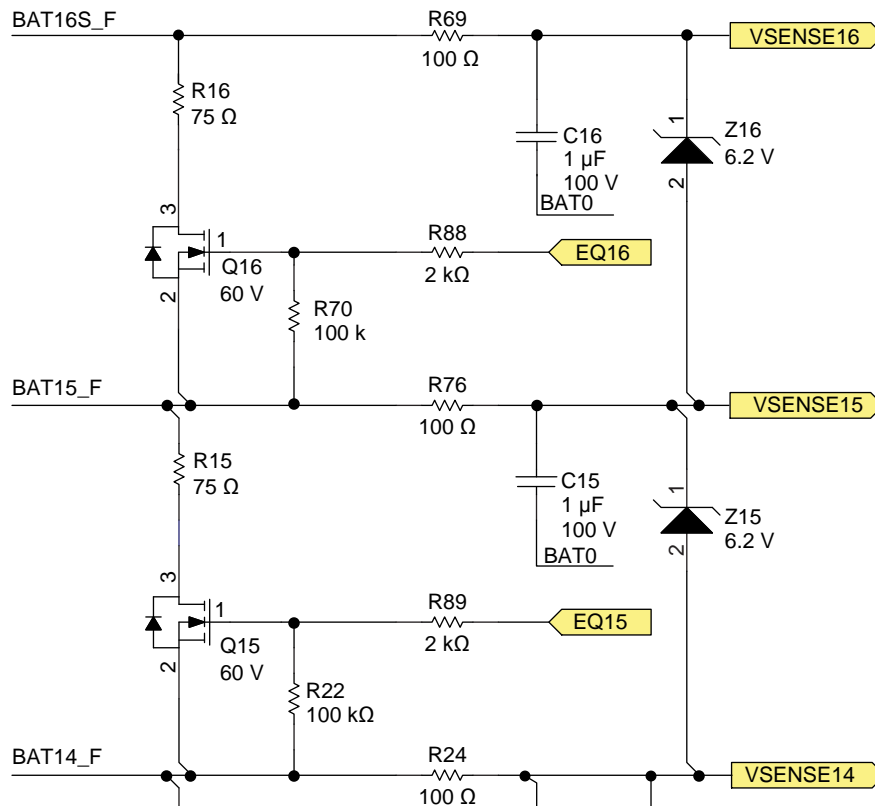 BAT16S_F
R69
100 Ω
VSENSE16
R16
75 Ω
C16
1 µF
100 V
BAT0
1
Z16
6.2 V
2
3
1
Q16
60 V
2
R88
2 kΩ
EQ16
R70
100 k
BAT15_F
R76
100 Ω
VSENSE15
R15
75 Ω
C15
1 µF
100 V
BAT0
1
Z15
6.2 V
2
3
1
Q15
60 V
2
R89
2 kΩ
EQ15
R22
100 kΩ
BAT14_F
R24
100 Ω
VSENSE14